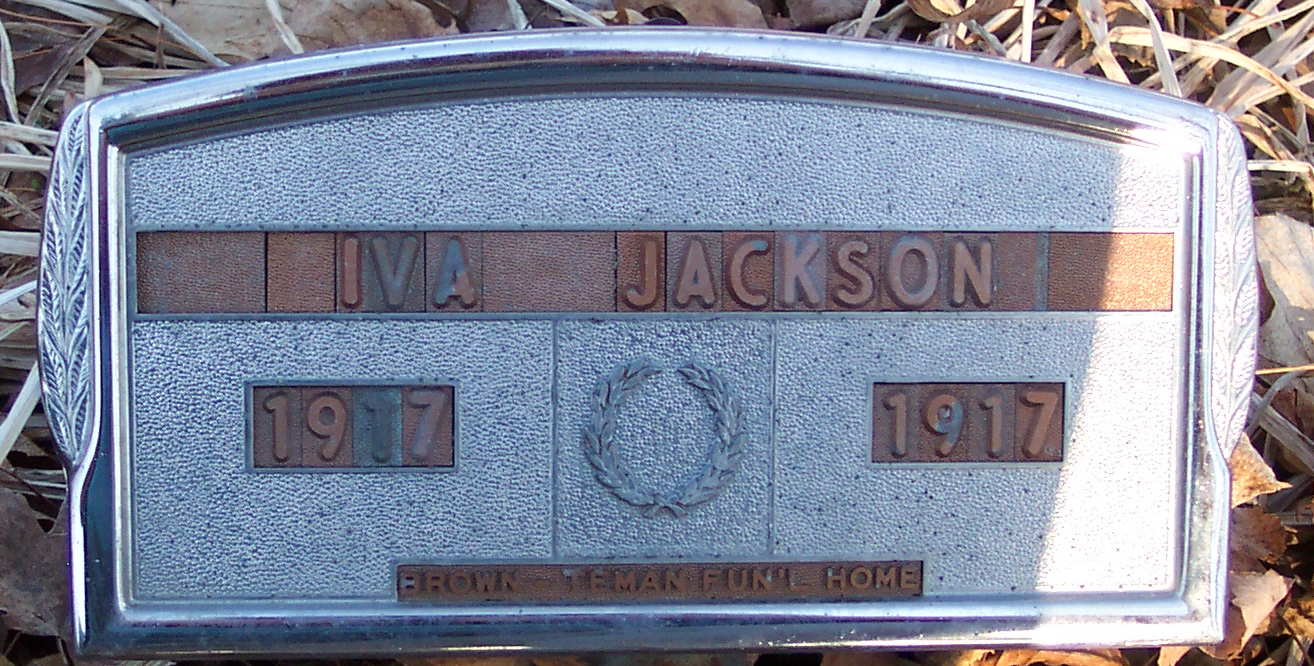 IVA JACKSON
1917 1917
BROWN - TEMAN FUN'L HOME